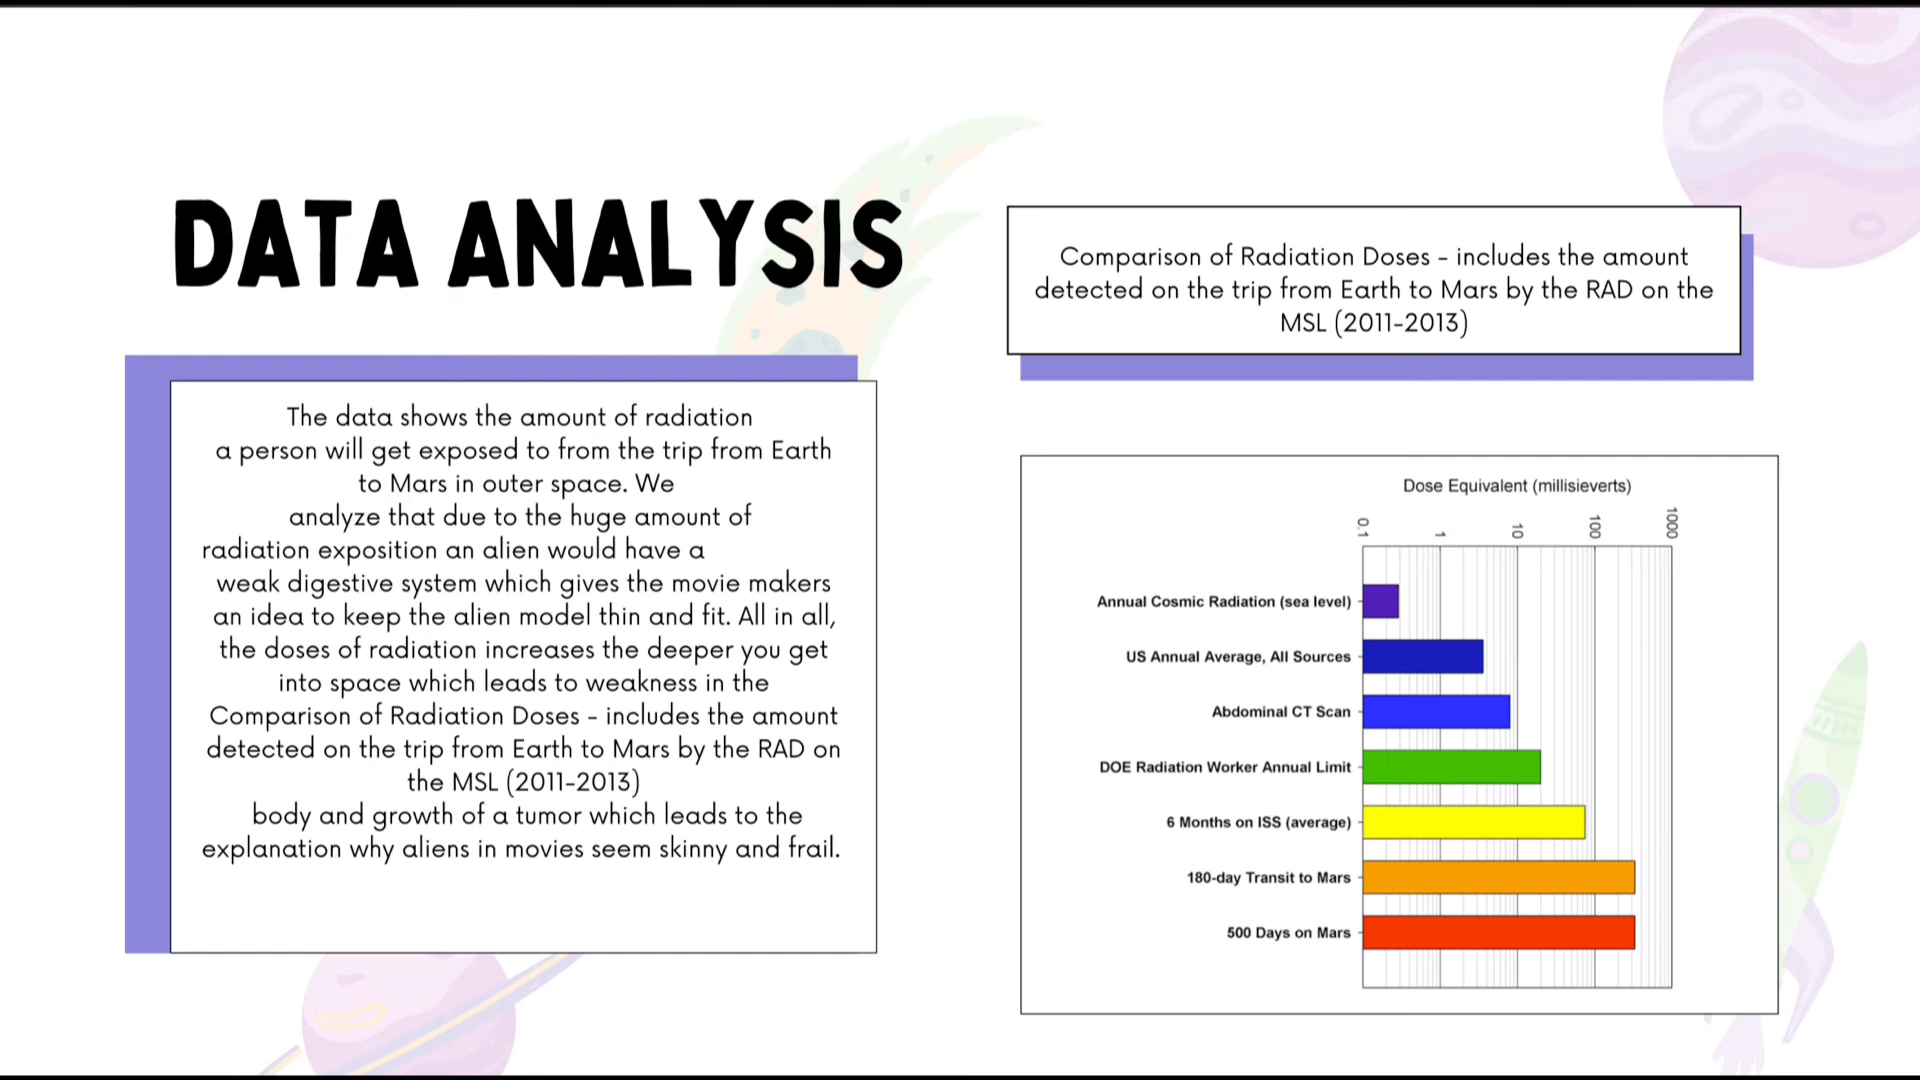 DATA ANALYSIS
The data shows the amount of radiation
a person will get exposed to from the trip from Earth
to Mars in outer space. We
analyze that due to the huge amount of
radiation exposition an alien would have a
weak digestive system which gives the movie makers
an idea to keep the alien model thin and fit. All in all,
the doses of radiation increases the deeper you get
into space which leads to weakness in the
Comparison of Radiation Doses - includes the amount
detected on the trip from Earth to Mars by the RAD on
the MSL (2011-2013)
body and growth of a tumor which leads to the
explanation why aliens in movies seem skinny and frail.
Comparison of Radiation Doses - includes the amount
detected on the trip from Earth to Mars by the RAD on the
MSL (2011-2013)
Dose Equivalent (millisieverts)
0.1 1 10 100 1000
Annual Cosmic Radiation (sea level)
US Annual Average, All Sources
Abdominal CT Scan
DOE Radiation Worker Annual Limit
6 Months on ISS (average)
180-day Transit to Mars
500 Days on Mars